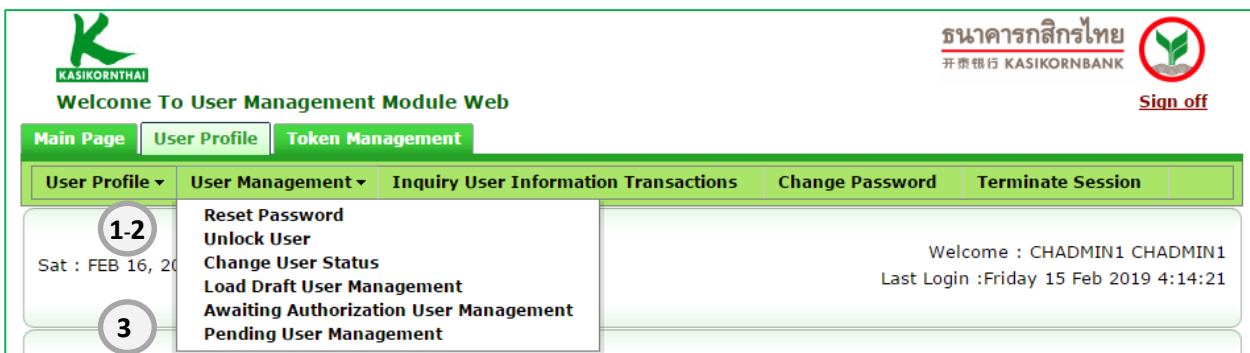 KASIKORNTHAI
ธนาคารกสิกรไทย
开泰银行 KASIKORNBANK
Welcome To User Management Module Web
Sign off
Main Page User Profile Token Management
User Profile User Management Inquiry User Information Transactions Change Password Terminate Session
1-2
Reset Password
Unlock User
Change User Status
Load Draft User Management
Awaiting Authorization User Management
Pending User Management
3
Sat : FEB 16, 20
Welcome : CHADMIN1 CHADMIN1
Last Login :Friday 15 Feb 2019 4:14:21